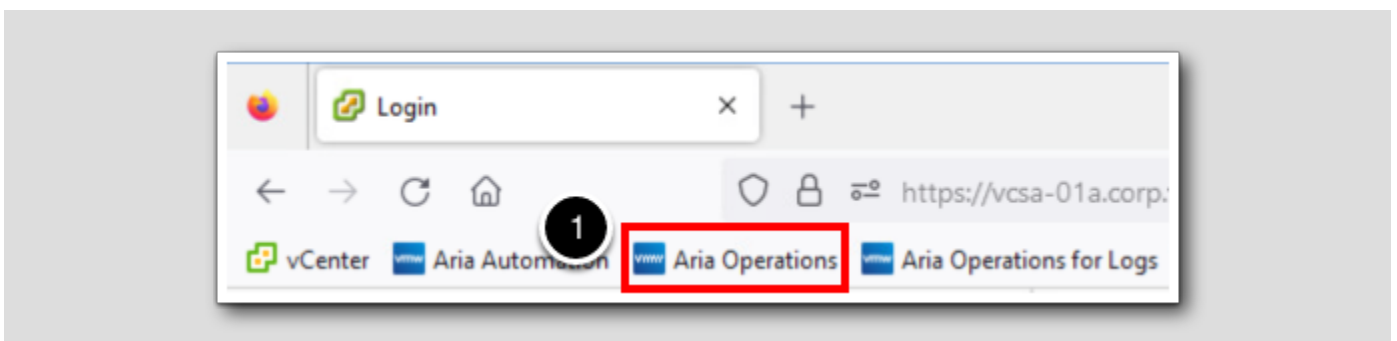 Login
https://vcsa-01a.corp.
1
vCenter Aria Automation Aria Operations Aria Operations for Logs